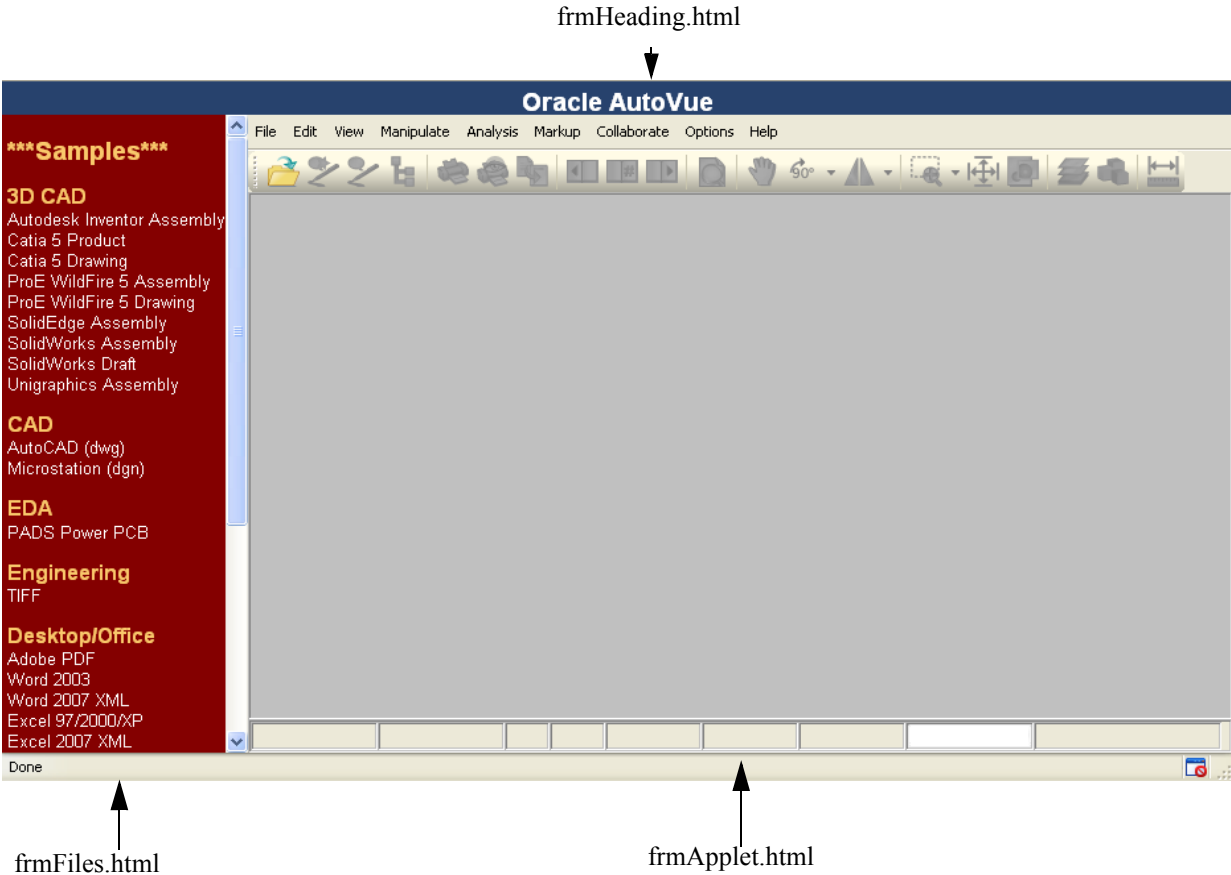 frmHeading.html
Oracle AutoVue
File Edit View Manipulate Analysis Markup Collaborate Options Help
90°
***Samples***
3D CAD
Autodesk Inventor Assembly
Catia 5 Product
Catia 5 Drawing
ProE WildFire 5 Assembly
ProE WildFire 5 Drawing
SolidEdge Assembly
SolidWorks Assembly
SolidWorks Draft
Unigraphics Assembly
CAD
AutoCAD (dwg)
Microstation (dgn)
EDA
PADS Power PCB
Engineering
TIFF
Desktop/Office
Adobe PDF
Word 2003
Word 2007 XML
Excel 97/2000/XP
Excel 2007 XML
Done
frmFiles.html
frmApplet.html